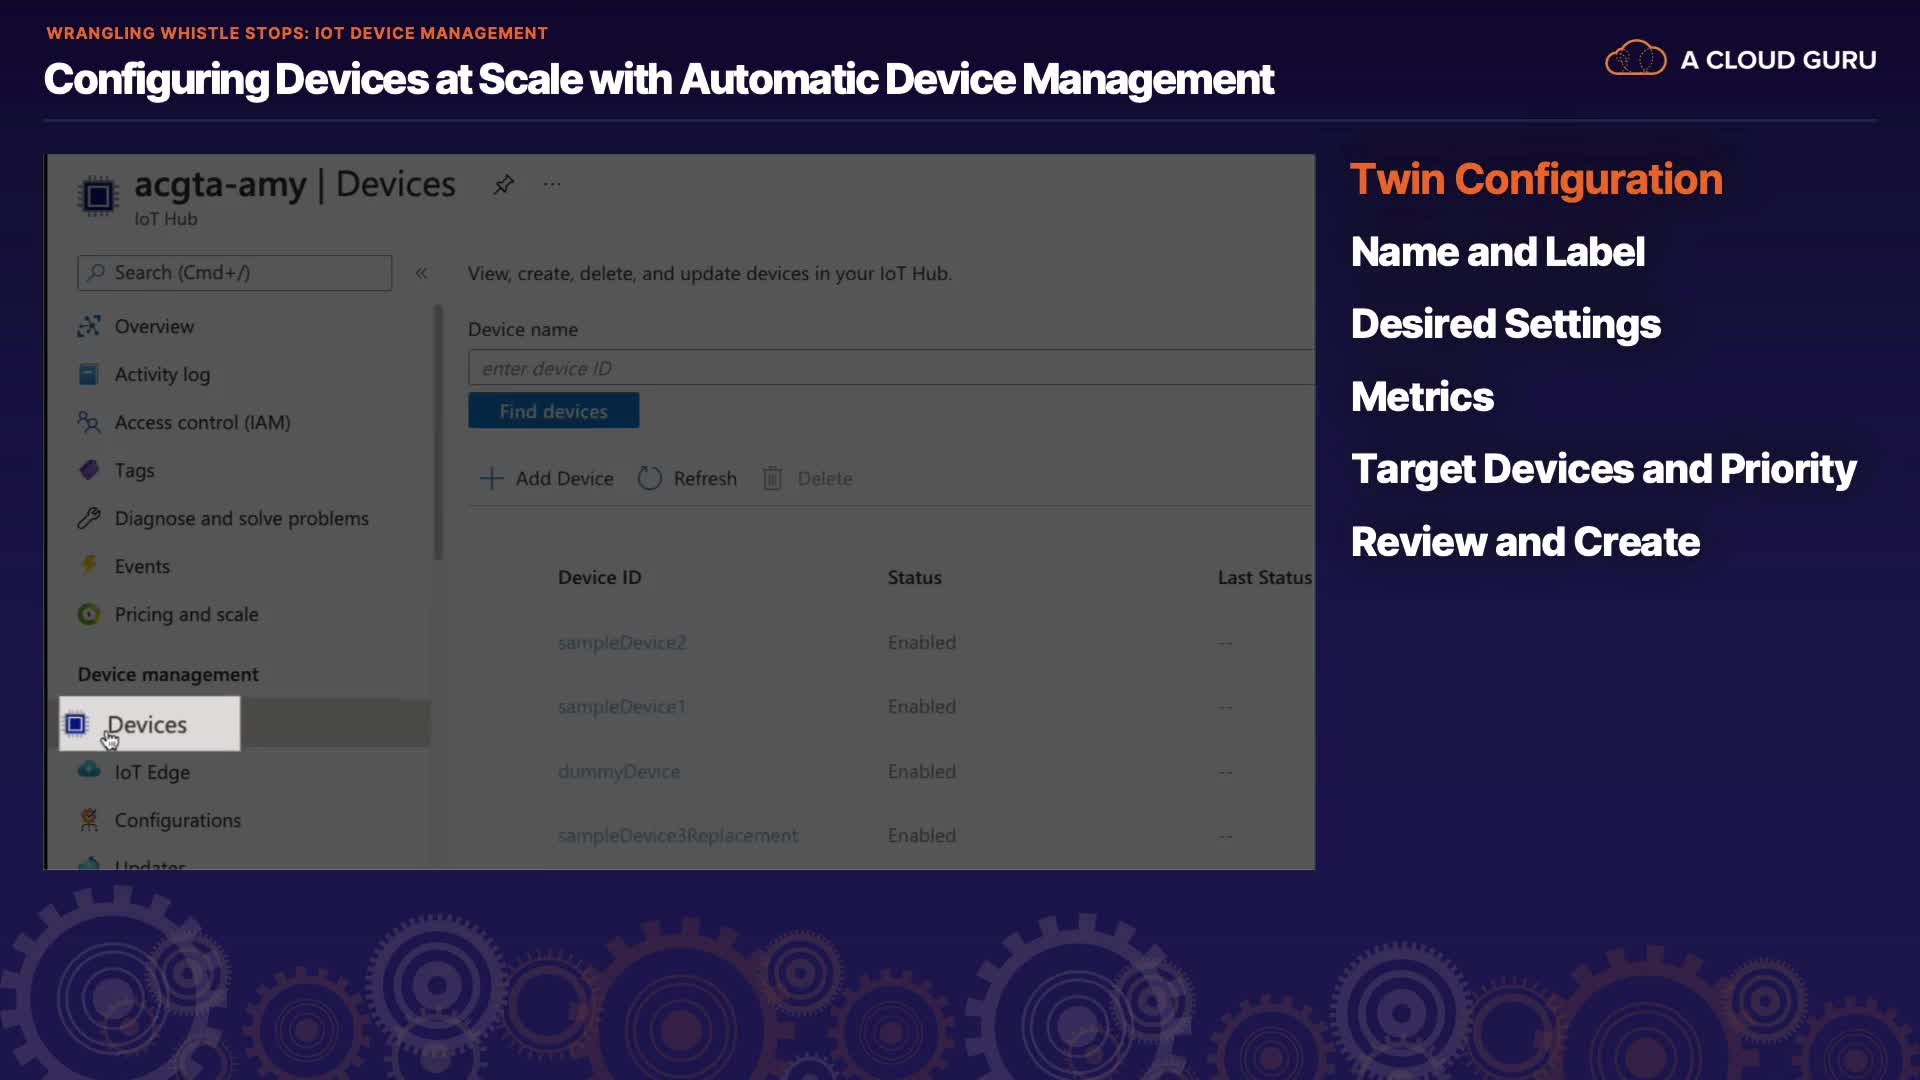 WRANGLING WHISTLE STOPS: IOT DEVICE MANAGEMENT
Configuring Devices at Scale with Automatic Device Management
A CLOUD GURU
acgta-amy | Devices
IoT Hub
Search (Cmd+/)
«
View, create, delete, and update devices in your IoT Hub.
Overview
Activity log
Access control (IAM)
Tags
Diagnose and solve problems
Events
Pricing and scale
Device management
Devices
IoT Edge
Configurations
Updates
Device name
enter device ID
Find devices
Add Device Refresh Delete
Device ID Status Last Status
sampleDevice2 Enabled --
sampleDevice1 Enabled --
dummyDevice Enabled --
sampleDevice3Replacement Enabled --
Twin Configuration
Name and Label
Desired Settings
Metrics
Target Devices and Priority
Review and Create